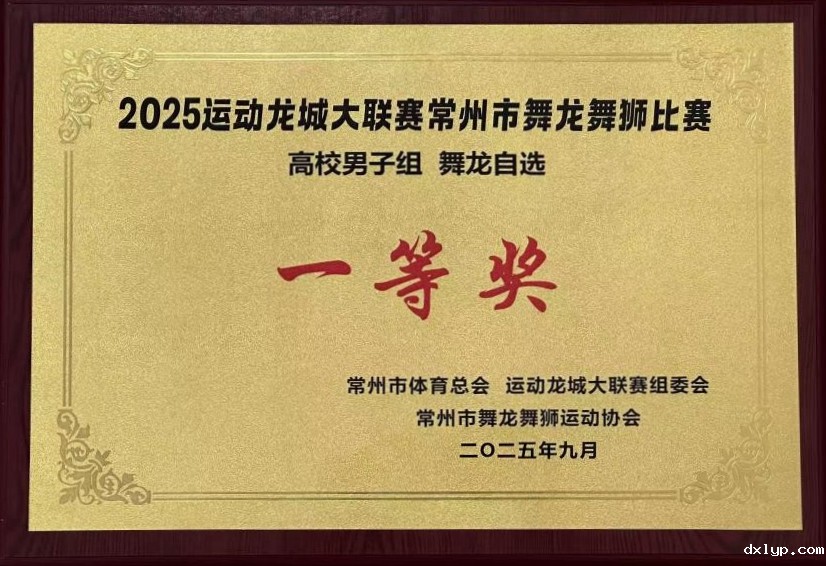 2025运动龙城大联赛常州市舞龙舞狮比赛
高校男子组 舞龙自选
一等奖
常州市体育总会 运动龙城大联赛组委会
常州市舞龙舞狮运动协会
二〇二五年九月
dxlyp.com